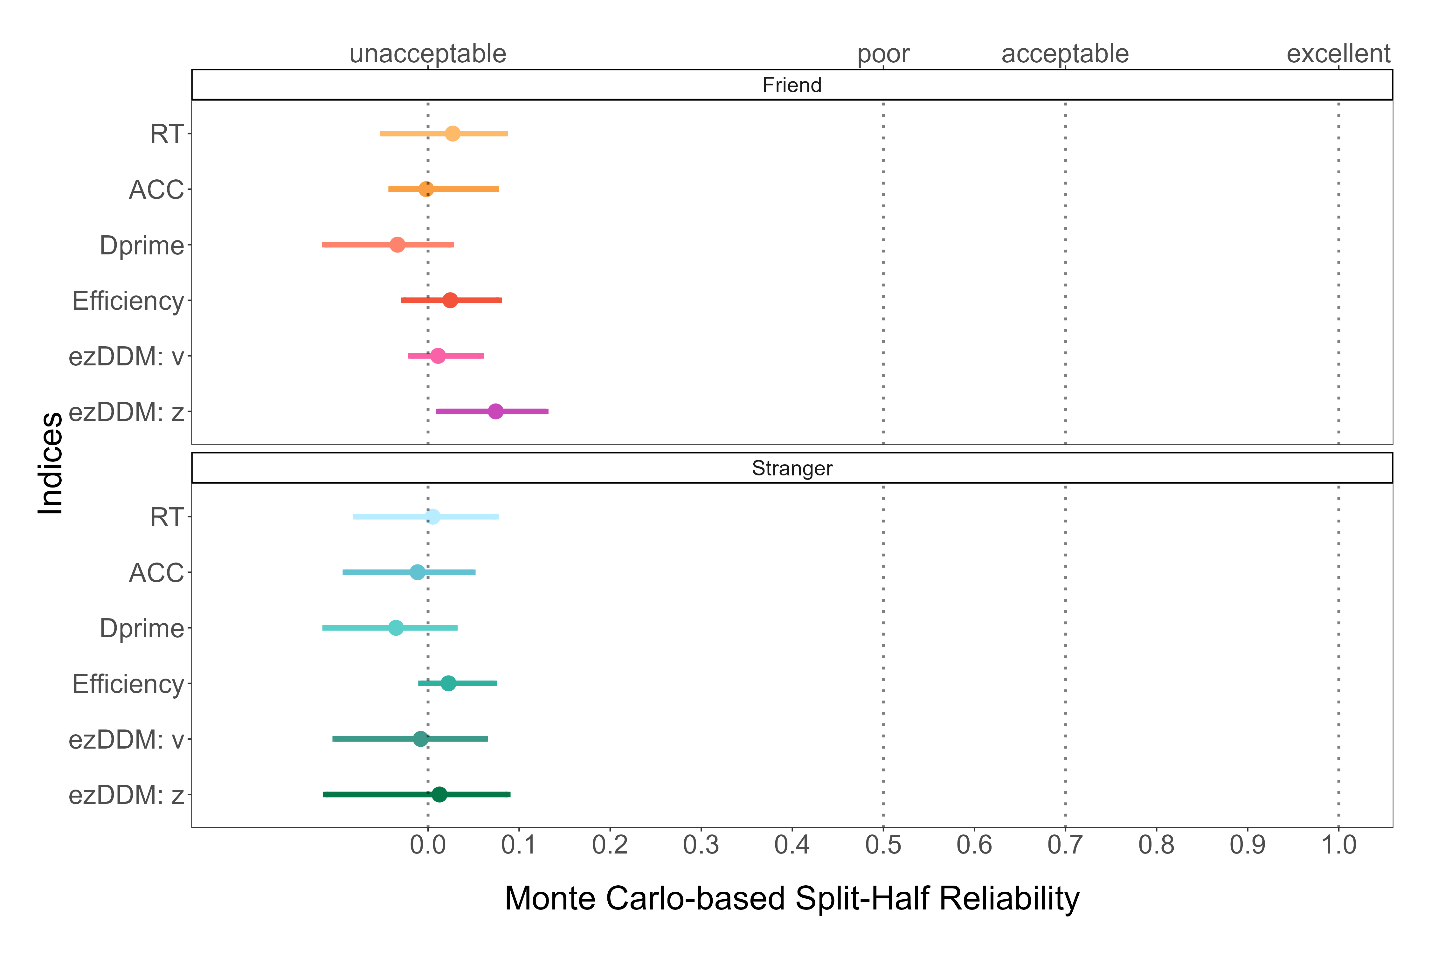 unacceptable poor acceptable excellent
Friend
RT
ACC
Dprime
Efficiency
ezDDM: v
ezDDM: z
Indices
Stranger
RT
ACC
Dprime
Efficiency
ezDDM: v
ezDDM: z
0.0 0.1 0.2 0.3 0.4 0.5 0.6 0.7 0.8 0.9 1.0
Monte Carlo-based Split-Half Reliability